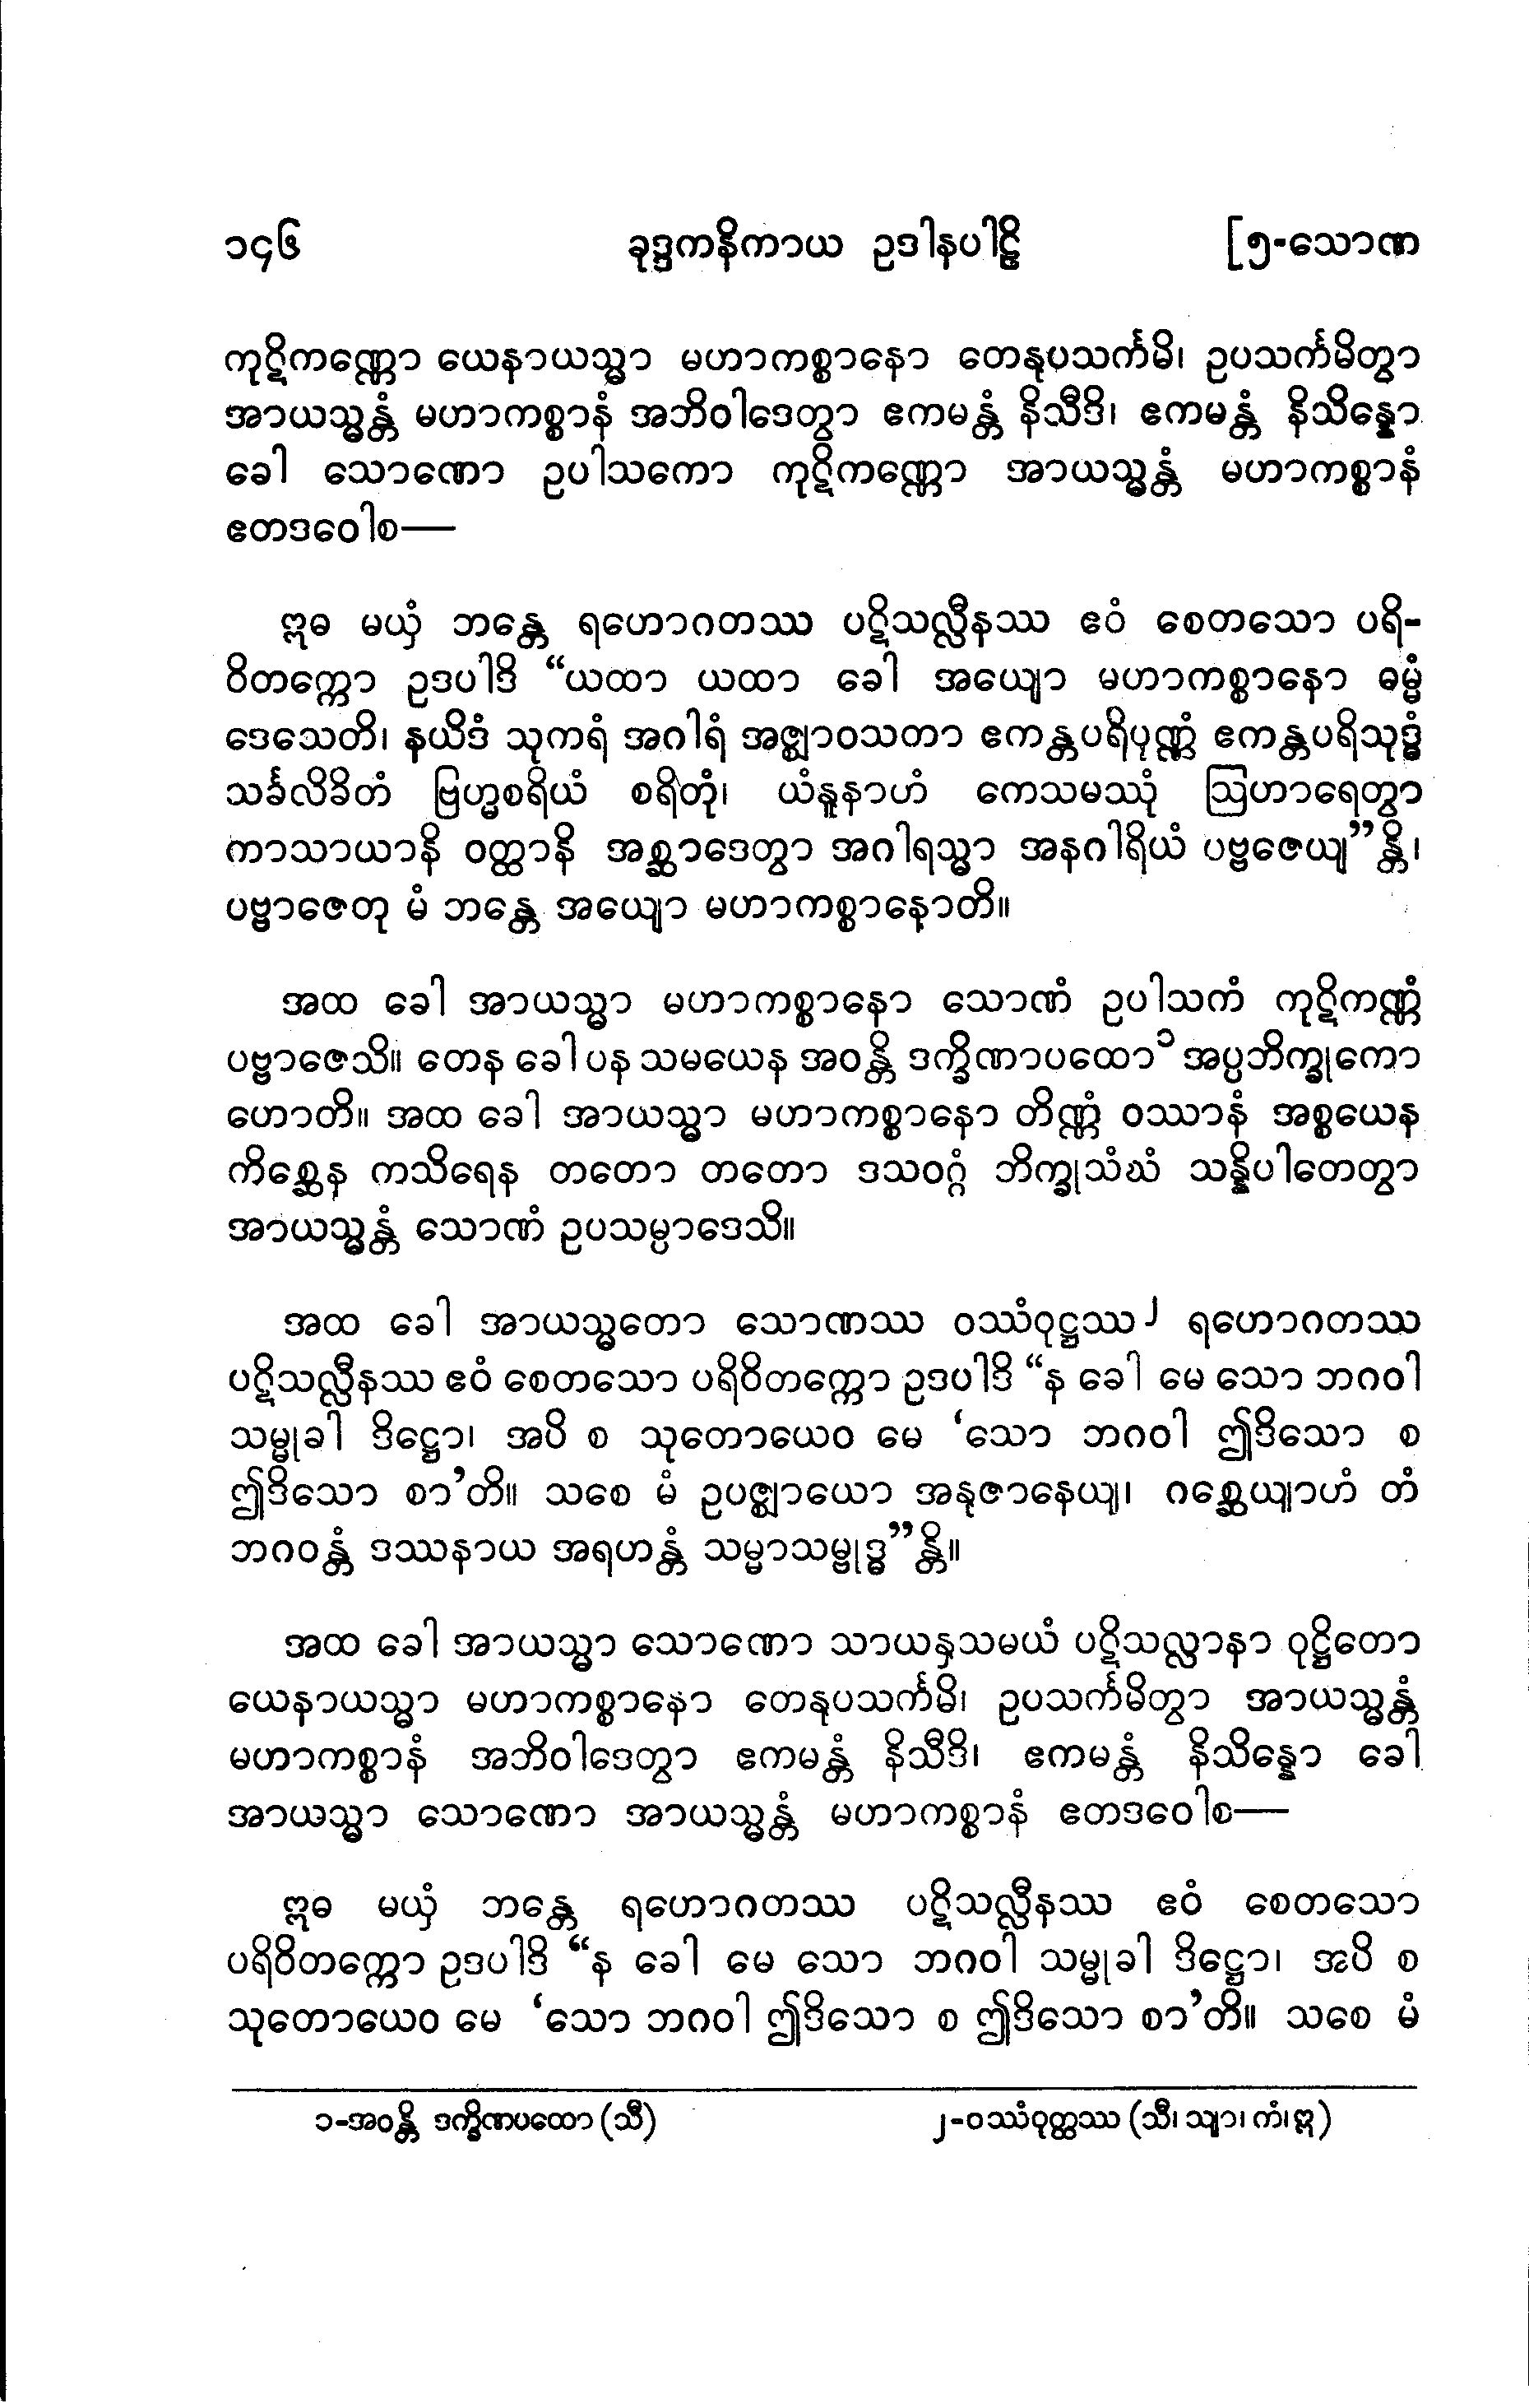 ၁၄၆ ခုဒ္ဒကနိကာယ ဥဒါနပါဠိ [၅-သောဏ
ကုဋိကဏ္ဏော ယေနာယသ္မာ မဟာကစ္စာနော တေနုပသင်္ကမိ၊ ဥပသင်္ကမိတွာ
အာယသ္မန္တံ မဟာကစ္စာနံ အဘိဝါဒေတွာ ဧကမန္တံ နိသီဒိ၊ ဧကမန္တံ နိသိန္နော
ခေါ သောဏော ဥပါသကော ကုဋိကဏ္ဏော အာယသ္မန္တံ မဟာကစ္စာနံ
ဧတဒဝေါစ—
ဣဓ မယှံ ဘန္တေ ရဟောဂတဿ ပဋိသလ္လီနဿ ဧဝံ စေတသော ပရိ-
ဝိတက္ကော ဥဒပါဒိ “ယထာ ယထာ ခေါ အယျော မဟာကစ္စာနော ဓမ္မံ
ဒေသေတိ၊ နယိဒံ သုကရံ အဂါရံ အဇ္ဈာဝသတာ ဧကန္တပရိပုဏ္ဏံ ဧကန္တပရိသုဒ္ဓံ
သင်္ခလိခိတံ ဗြဟ္မစရိယံ စရိတုံ၊ ယံနူနာဟံ ကေသမဿုံ ဩဟာရေတွာ
ကာသာယာနိ ဝတ္ထာနိ အစ္ဆာဒေတွာ အဂါရသ္မာ အနဂါရိယံ ပဗ္ဗဇေယျ”န္တိ၊
ပဗ္ဗာဇေတု မံ ဘန္တေ အယျော မဟာကစ္စာနောတိ။
အထ ခေါ အာယသ္မာ မဟာကစ္စာနော သောဏံ ဥပါသကံ ကုဋိကဏ္ဏံ
ပဗ္ဗာဇေသိ။ တေန ခေါ ပန သမယေန အဝန္တိ ဒက္ခိဏာပထော၁ အပ္ပဘိက္ခုကော
ဟောတိ။ အထ ခေါ အာယသ္မာ မဟာကစ္စာနော တိဏ္ဏံ ဝဿာနံ အစ္စယေန
ကိစ္ဆေန ကသိရေန တတော တတော ဒသဝဂ္ဂံ ဘိက္ခုသံဃံ သန္နိပါတေတွာ
အာယသ္မန္တံ သောဏံ ဥပသမ္ပာဒေသိ။
အထ ခေါ အာယသ္မတော သောဏဿ ဝဿံဝုဋ္ဌဿ၂ ရဟောဂတဿ
ပဋိသလ္လီနဿ ဧဝံ စေတသော ပရိဝိတက္ကော ဥဒပါဒိ “န ခေါ မေ သော ဘဂဝါ
သမ္မုခါ ဒိဋ္ဌော၊ အပိ စ သုတောယေဝ မေ ‘သော ဘဂဝါ ဤဒိသော စ
ဤဒိသော စာ’တိ။ သစေ မံ ဥပဇ္ဈာယော အနုဇာနေယျ၊ ဂစ္ဆေယျာဟံ တံ
ဘဂဝန္တံ ဒဿနာယ အရဟန္တံ သမ္မာသမ္ဗုဒ္ဓ”န္တိ။
အထ ခေါ အာယသ္မာ သောဏော သာယနှသမယံ ပဋိသလ္လာနာ ဝုဋ္ဌိတော
ယေနာယသ္မာ မဟာကစ္စာနော တေနုပသင်္ကမိ၊ ဥပသင်္ကမိတွာ အာယသ္မန္တံ
မဟာကစ္စာနံ အဘိဝါဒေတွာ ဧကမန္တံ နိသီဒိ၊ ဧကမန္တံ နိသိန္နော ခေါ
အာယသ္မာ သောဏော အာယသ္မန္တံ မဟာကစ္စာနံ ဧတဒဝေါစ—
ဣဓ မယှံ ဘန္တေ ရဟောဂတဿ ပဋိသလ္လီနဿ ဧဝံ စေတသော
ပရိဝိတက္ကော ဥဒပါဒိ “န ခေါ မေ သော ဘဂဝါ သမ္မုခါ ဒိဋ္ဌော၊ အပိ စ
သုတောယေဝ မေ ‘သော ဘဂဝါ ဤဒိသော စ ဤဒိသော စာ’တိ။ သစေ မံ
၁-အဝန္တိ ဒက္ခိဏပထော (သီ) ၂-ဝဿံဝုတ္ထဿ (သီ၊ သျာ၊ ကံ၊ ဣ)